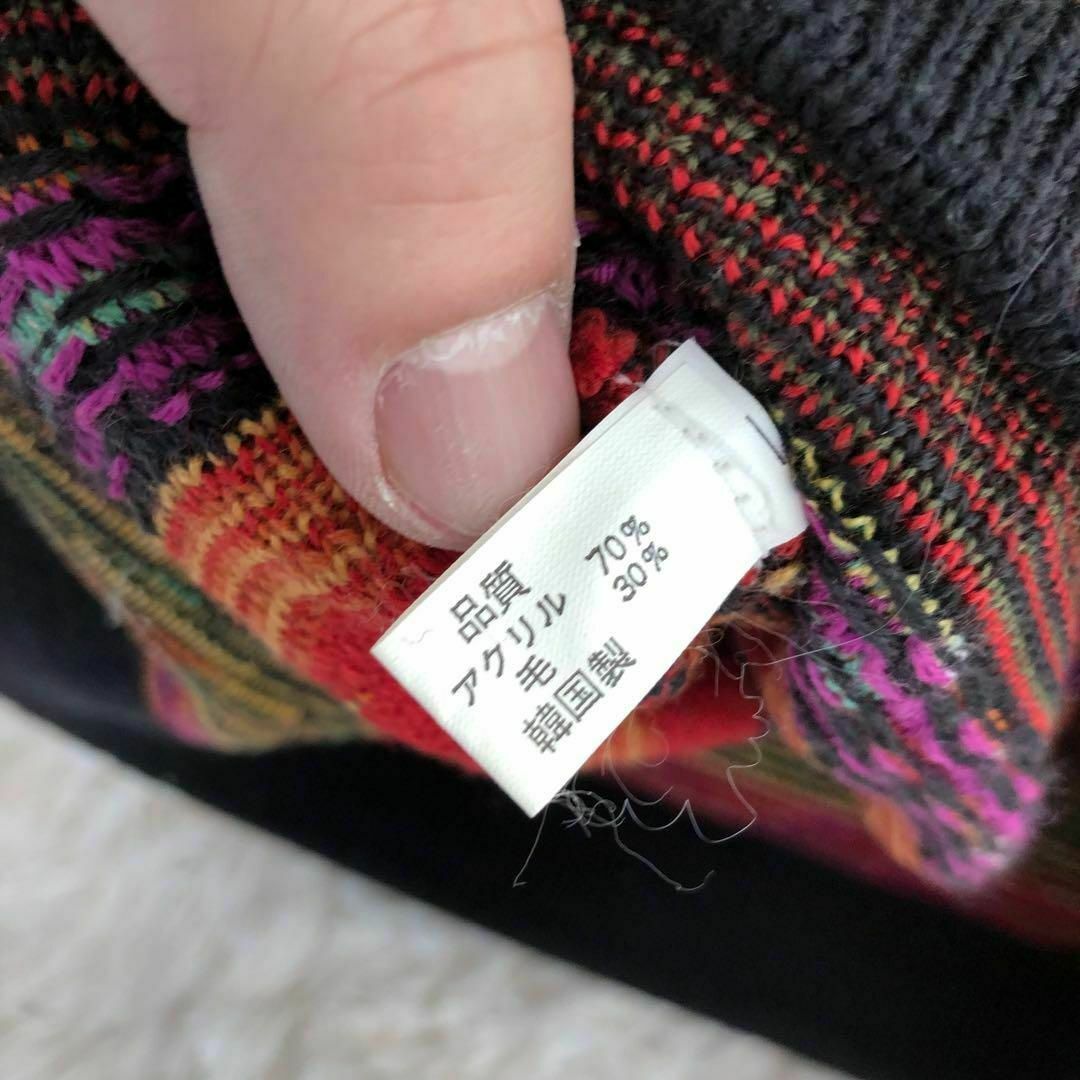 品質
アクリル 70%
毛 30%
韓国製